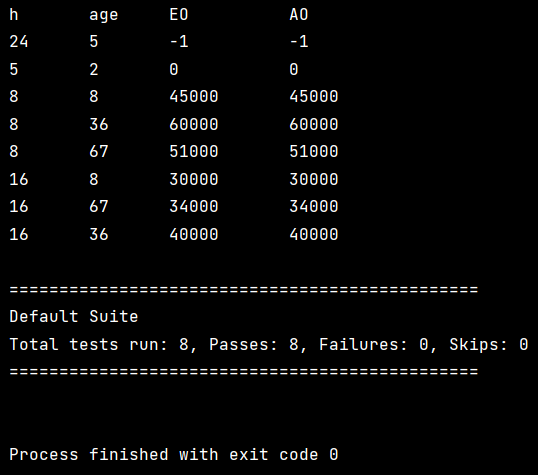 h age EO AO
24 5 -1 -1
5 2 0 0
8 8 45000 45000
8 36 60000 60000
8 67 51000 51000
16 8 30000 30000
16 67 34000 34000
16 36 40000 40000
===============================================
Default Suite
Total tests run: 8, Passes: 8, Failures: 0, Skips: 0
===============================================
Process finished with exit code 0